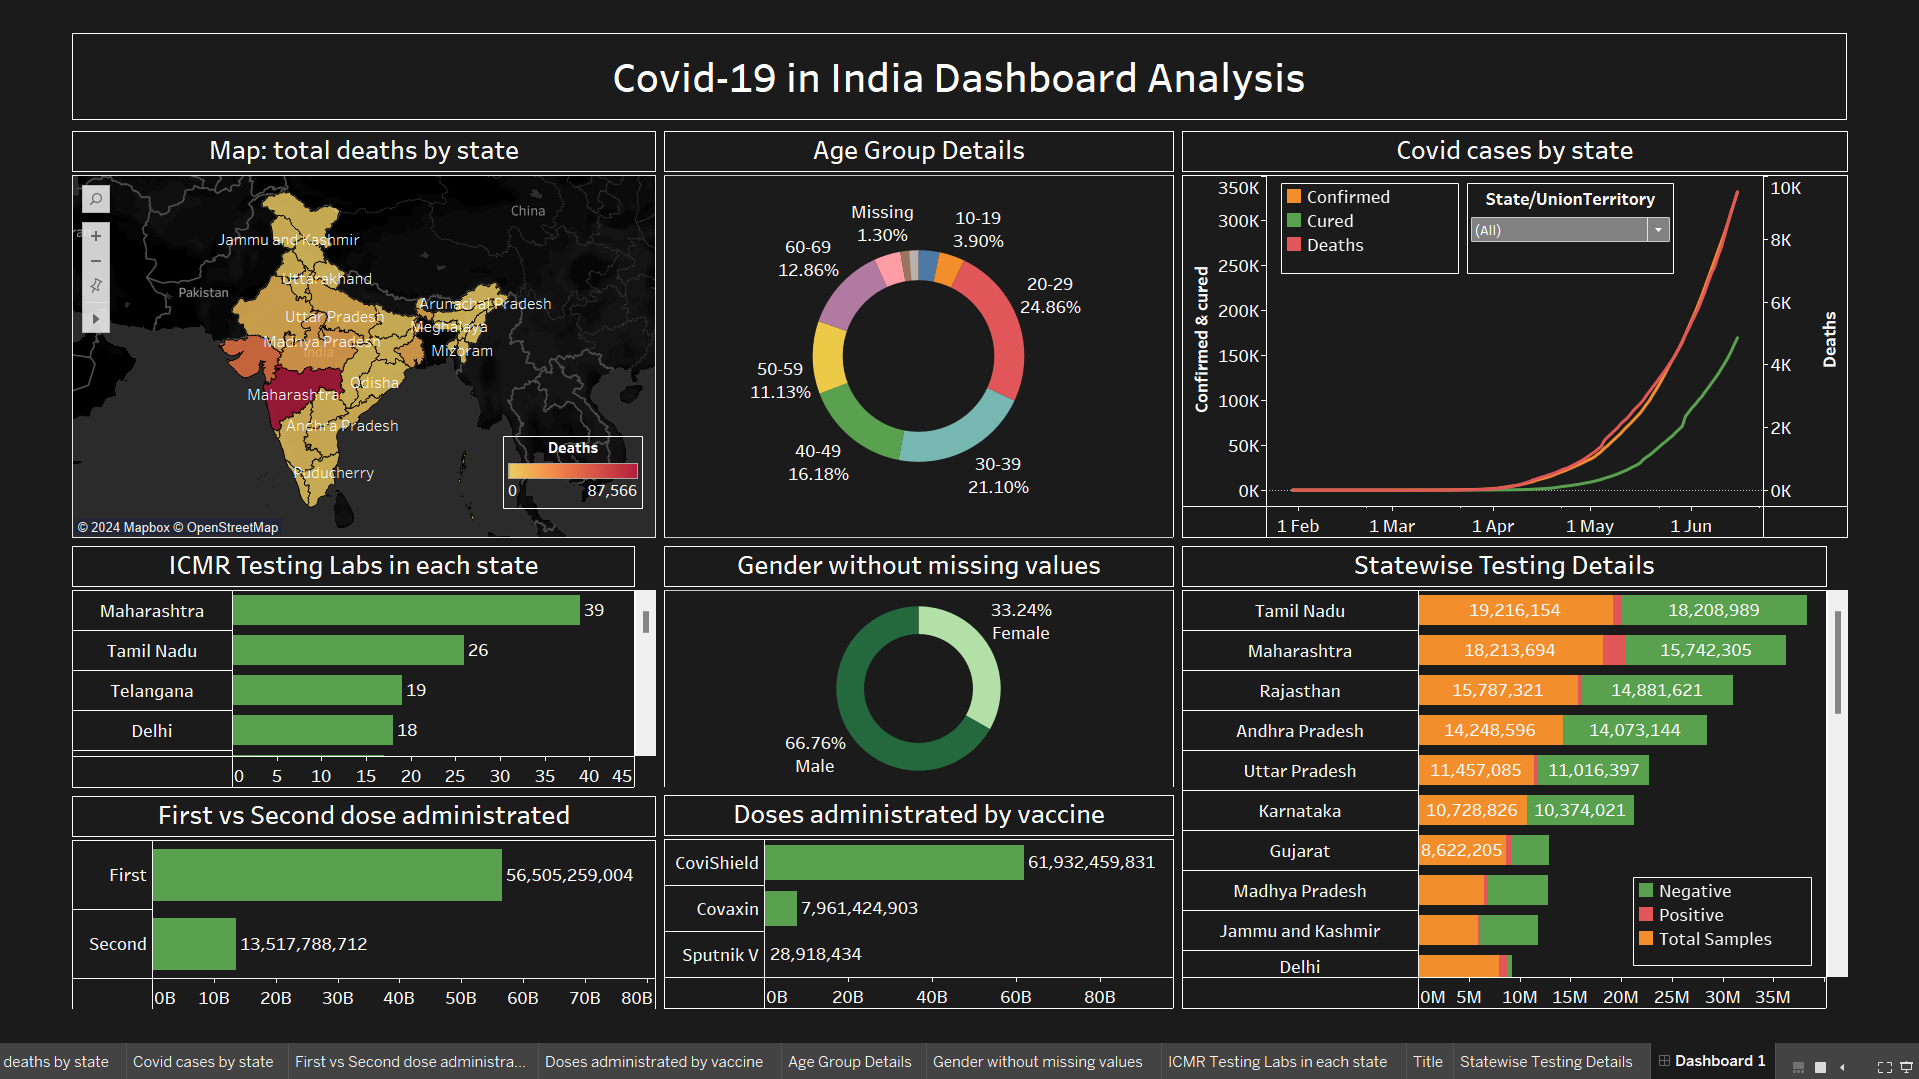 Covid-19 in India Dashboard Analysis
Map: total deaths by state
China
Jammu and Kashmir
Uttarakhand
Pakistan
Arunachal Pradesh
Uttar Pradesh
Meghalaya
Madhya Pradesh
India
Mizoram
Odisha
Maharashtra
Andhra Pradesh
Puducherry
Deaths
0 87,566
© 2024 Mapbox © OpenStreetMap
Age Group Details
Missing
1.30%
10-19
3.90%
60-69
12.86%
20-29
24.86%
50-59
11.13%
40-49
16.18%
30-39
21.10%
Covid cases by state
Confirmed
Cured
Deaths
State/UnionTerritory
(All)
Confirmed & cured
350K
300K
250K
200K
150K
100K
50K
0K
10K
8K
6K
4K
2K
0K
Deaths
1 Feb 1 Mar 1 Apr 1 May 1 Jun
ICMR Testing Labs in each state
Maharashtra 39
Tamil Nadu 26
Telangana 19
Delhi 18
0 5 10 15 20 25 30 35 40 45
Gender without missing values
33.24%
Female
66.76%
Male
Statewise Testing Details
Tamil Nadu 19,216,154 18,208,989
Maharashtra 18,213,694 15,742,305
Rajasthan 15,787,321 14,881,621
Andhra Pradesh 14,248,596 14,073,144
Uttar Pradesh 11,457,085 11,016,397
Karnataka 10,728,826 10,374,021
Gujarat 8,622,205
Madhya Pradesh
Jammu and Kashmir
Delhi
Negative
Positive
Total Samples
0M 5M 10M 15M 20M 25M 30M 35M
First vs Second dose administrated
First 56,505,259,004
Second 13,517,788,712
0B 10B 20B 30B 40B 50B 60B 70B 80B
Doses administrated by vaccine
CoviShield 61,932,459,831
Covaxin 7,961,424,903
Sputnik V 28,918,434
0B 20B 40B 60B 80B
deaths by state Covid cases by state First vs Second dose administra... Doses administrated by vaccine Age Group Details Gender without missing values ICMR Testing Labs in each state Title Statewise Testing Details Dashboard 1